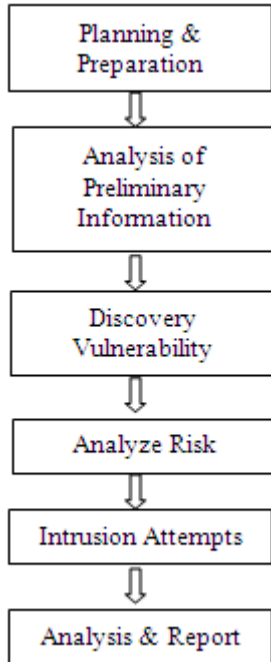 Planning &
Preparation
Analysis of
Preliminary
Information
Discovery
Vulnerability
Analyze Risk
Intrusion Attempts
Analysis & Report